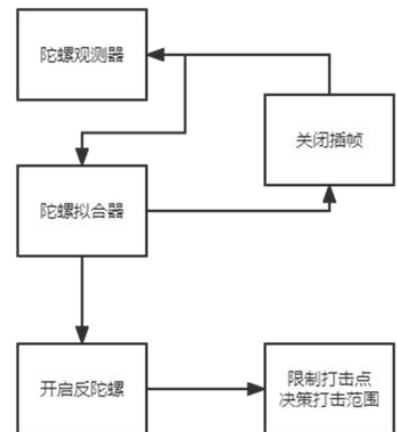 陀螺观测器
关闭插帧
陀螺拟合器
开启反陀螺
限制打击点
决策打击范围